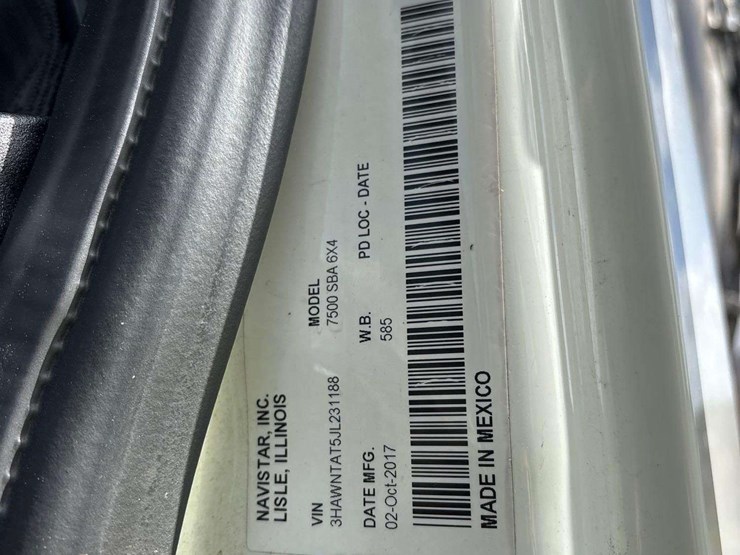 NAVISTAR, INC.
LISLE, ILLINOIS
VIN MODEL
3HAWNTAT5JL231188 7500 SBA 6X4
DATE MFG. W.B. PD LOC - DATE
02-Oct-2017 585
MADE IN MEXICO